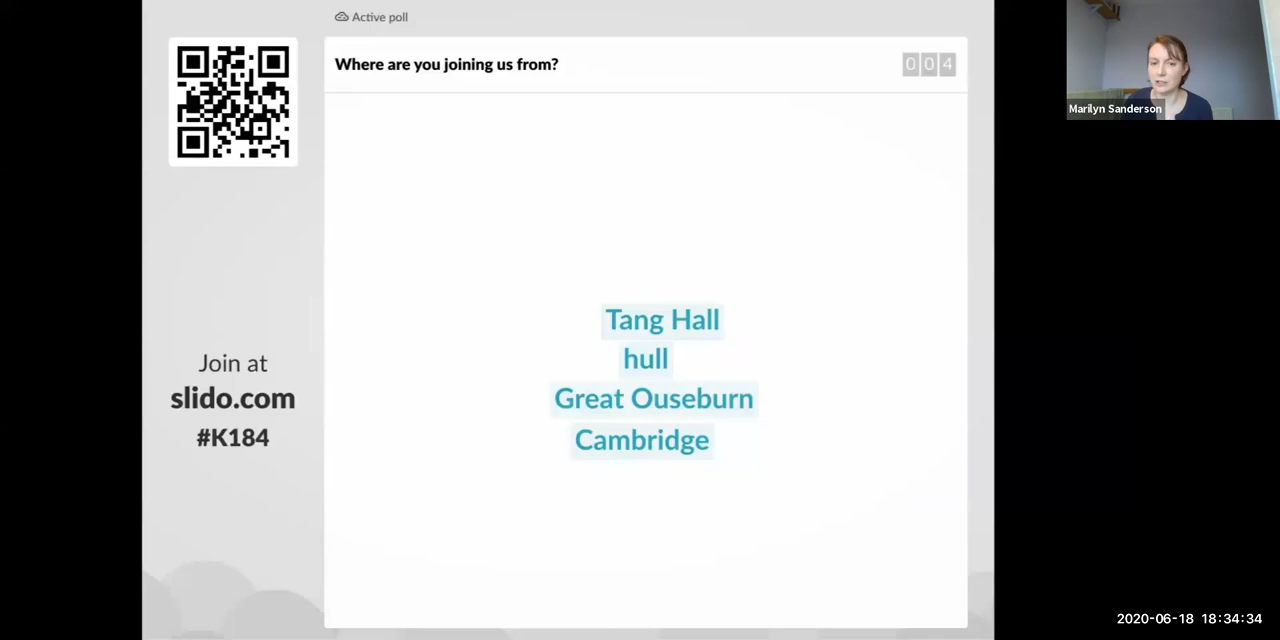 Active poll
Where are you joining us from?
004
Marilyn Sanderson
Tang Hall
hull
Great Ouseburn
Cambridge
Join at
slido.com
#K184
2020-06-18 18:34:34